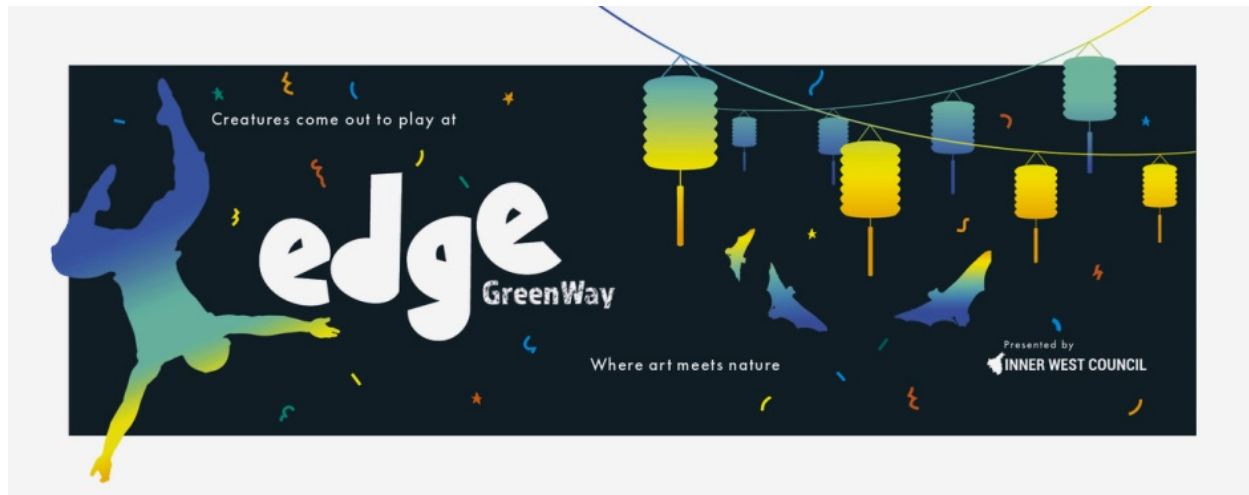 Creatures come out to play at
edge
GreenWay
Where art meets nature
Presented by
INNER WEST COUNCIL